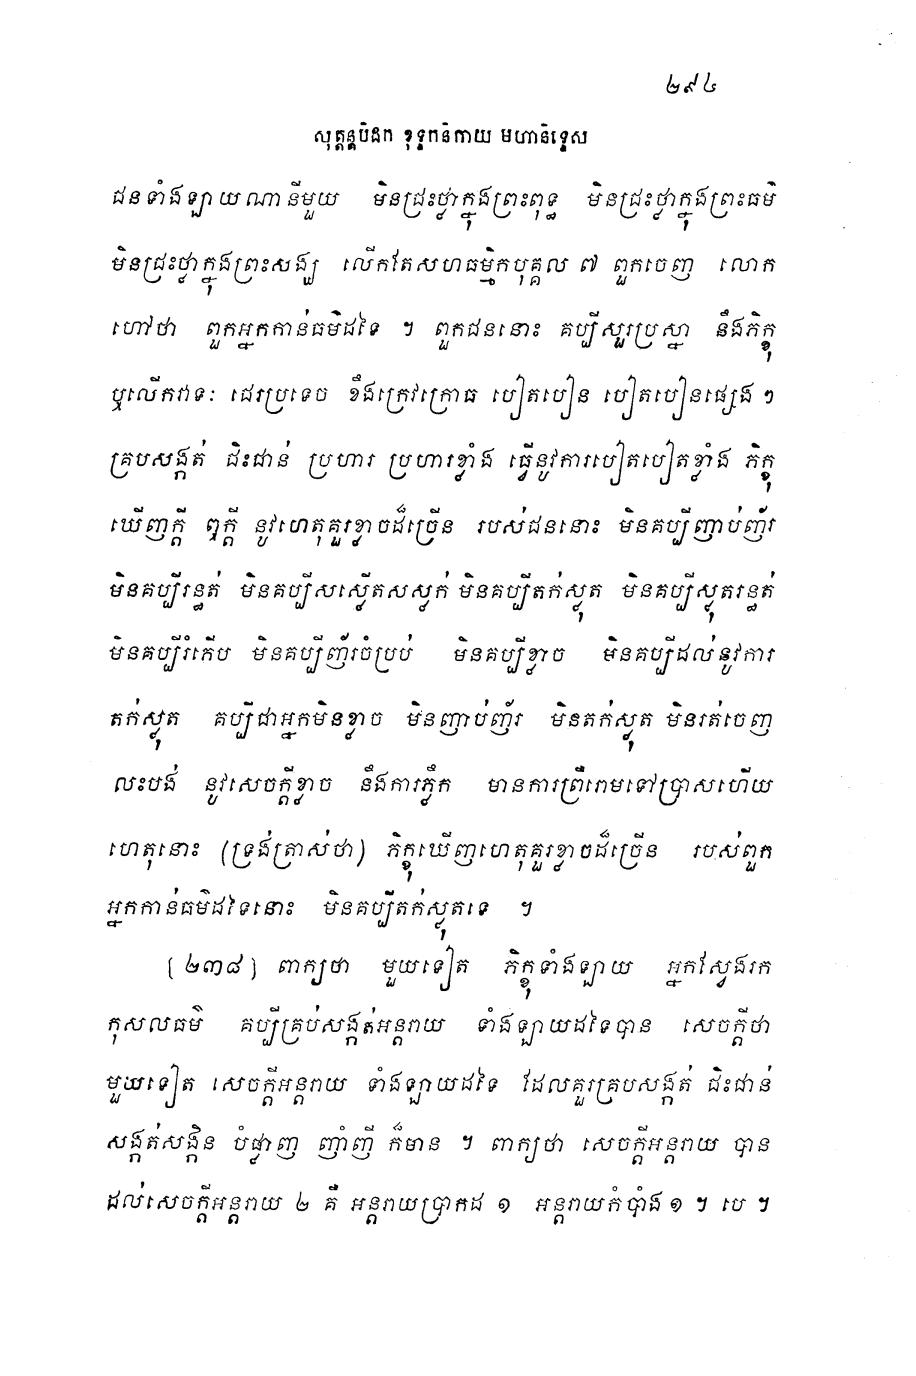 ២៩៤
សុត្តន្តបិដក ខុទ្ទកនិកាយ មហានិទ្ទេស
ជនទាំងឡាយណានីមួយ មិនជ្រះថ្លាក្នុងព្រះពុទ្ធ មិនជ្រះថ្លាក្នុងព្រះធម៌
មិនជ្រះថ្លាក្នុងព្រះសង្ឃ លើកតែសហធម្មិកបុគ្គល ៧ ពួកចេញ លោក
ហៅថា ពួកអ្នកកាន់ធម៌ដទៃ ។ ពួកជននោះ គប្បីសួរប្រស្នា នឹងភិក្ខុ
ឬលើកវាទៈ ជេរប្រទេច ខឹងក្រេវក្រោធ បៀតបៀន បៀតបៀនផ្សេង ៗ
គ្របសង្កត់ ជិះជាន់ ប្រហារ ប្រហារខ្លាំង ធ្វើនូវការបៀតបៀតខ្លាំង ភិក្ខុ
ឃើញក្តី ឮក្តី នូវហេតុគួរខ្លាចដ៏ច្រើន របស់ជននោះ មិនគប្បីញាប់ញ័រ
មិនគប្បីរន្ធត់ មិនគប្បីសស្លើតសស្លក់ មិនគប្បីតក់ស្លុត មិនគប្បីស្លុតរន្ធត់
មិនគប្បីរំភើប មិនគប្បីញ័រចំប្រប់ មិនគប្បីខ្លាច មិនគប្បីដល់នូវការ
តក់ស្លុត គប្បីជាអ្នកមិនខ្លាច មិនញាប់ញ័រ មិនតក់ស្លុត មិនរត់ចេញ
លះបង់ នូវសេចក្តីខ្លាច នឹងការភ្ញឹក មានការព្រឺរោមទៅប្រាសហើយ
ហេតុនោះ (ទ្រង់ត្រាស់ថា) ភិក្ខុឃើញហេតុគួរខ្លាចដ៏ច្រើន របស់ពួក
អ្នកកាន់ធម៌ដទៃនោះ មិនគប្បីតក់ស្លុតទេ ។
(២៣៨) ពាក្យថា មួយទៀត ភិក្ខុទាំងឡាយ អ្នកស្វែងរក
កុសលធម៌ គប្បីគ្រប់សង្កត់អន្តរាយ ទាំងឡាយដទៃបាន សេចក្តីថា
មួយទៀត សេចក្តីអន្តរាយ ទាំងឡាយដទៃ ដែលគួរគ្របសង្កត់ ជិះជាន់
សង្កត់សង្កិន បំផ្លាញ ញាំញី ក៏មាន ។ ពាក្យថា សេចក្តីអន្តរាយ បាន
ដល់សេចក្តីអន្តរាយ ២ គឺ អន្តរាយប្រាកដ ១ អន្តរាយកំបាំង ១ ។ បេ ។